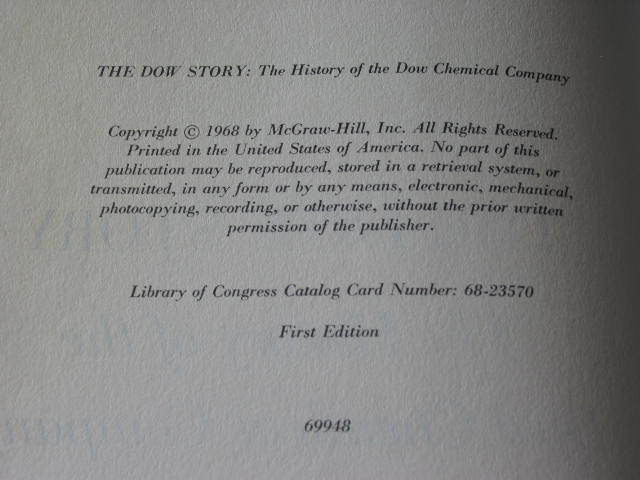 THE DOW STORY: The History of the Dow Chemical Company
Copyright © 1968 by McGraw-Hill, Inc. All Rights Reserved.
Printed in the United States of America. No part of this
publication may be reproduced, stored in a retrieval system, or
transmitted, in any form or by any means, electronic, mechanical,
photocopying, recording, or otherwise, without the prior written
permission of the publisher.
Library of Congress Catalog Card Number: 68-23570
First Edition
69948